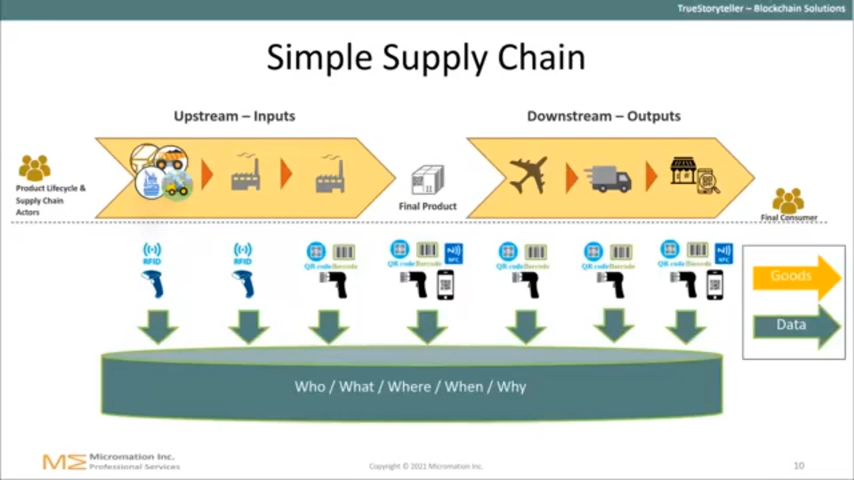 TrueStoryteller – Blockchain Solutions
Simple Supply Chain
Upstream – Inputs
Downstream – Outputs
Product Lifecycle &
Supply Chain
Actors
Final Product
Final Consumer
RFID
RFID
QR code Barcode
QR code Barcode
NFC
QR code Barcode
QR code Barcode
QR code Barcode
NFC
Goods
Data
Who / What / Where / When / Why
Micromation Inc.
Professional Services
Copyright © 2021 Micromation Inc.
10